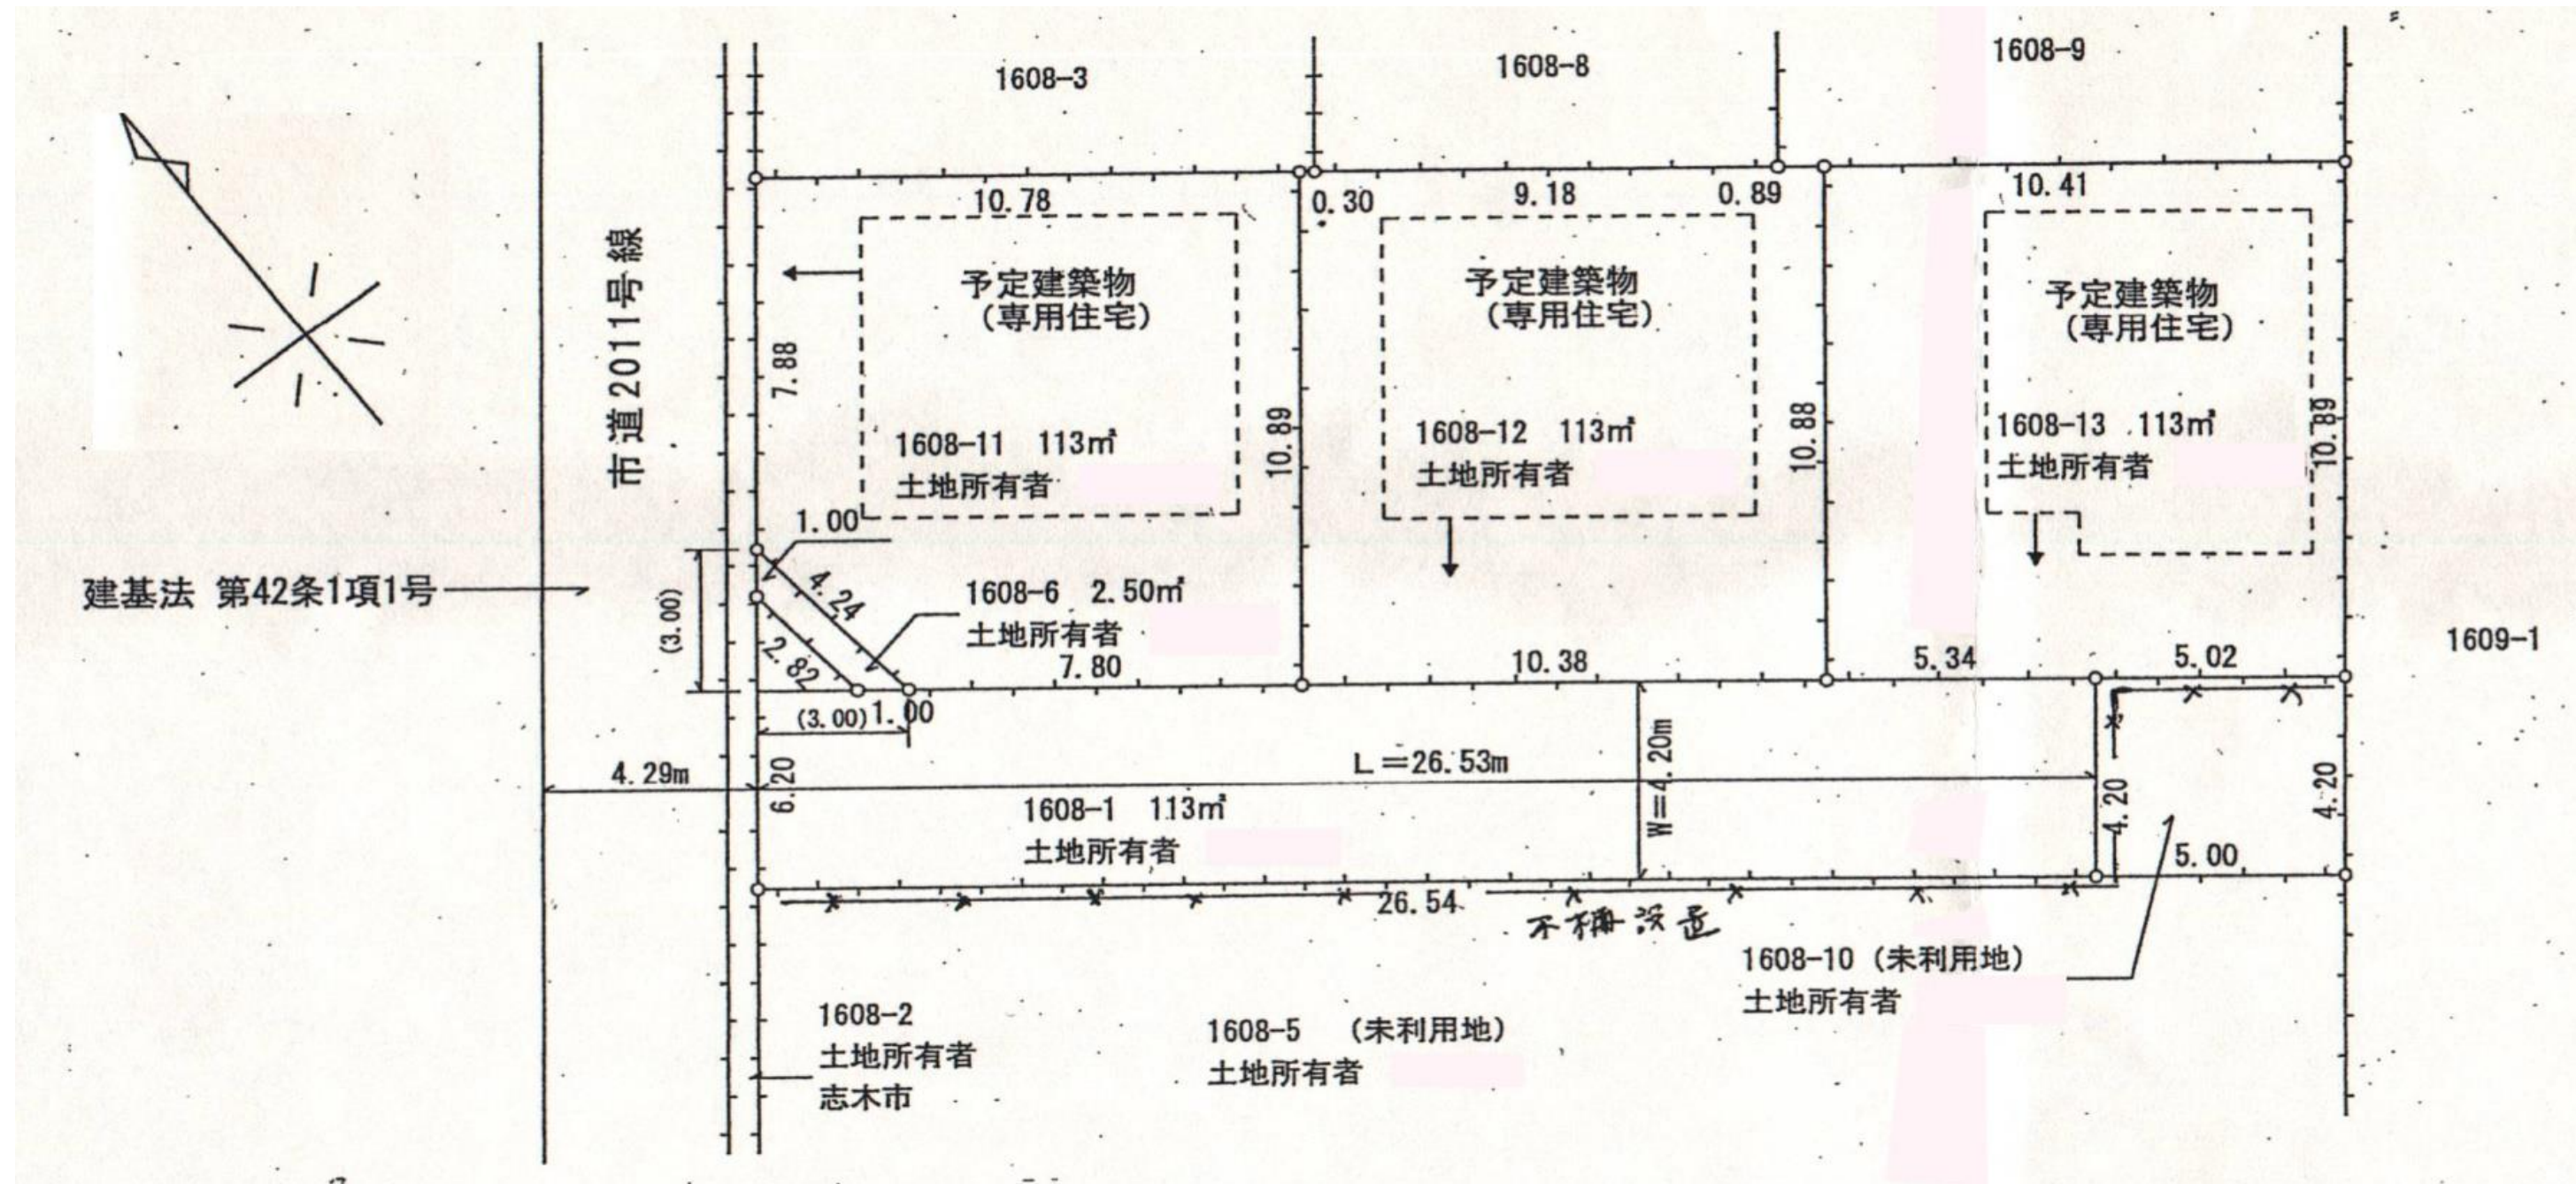 1608-3
1608-8
1608-9
10.78
0.30
9.18
0.89
10.41
市道2011号線
予定建築物
(専用住宅)
予定建築物
(専用住宅)
予定建築物
(専用住宅)
7.88
10.89
10.88
10.89
1608-11 113㎡
土地所有者
1608-12 113㎡
土地所有者
1608-13 113㎡
土地所有者
1.00
建基法 第42条1項1号
(3.00)
4.24
2.82
1608-6 2.50㎡
土地所有者
7.80
10.38
5.34
5.02
1609-1
(3.00)
1.00
4.29m
6.20
L=26.53m
W=4.20m
4.20
4.20
1608-1 113㎡
土地所有者
5.00
26.54
1608-10 (未利用地)
土地所有者
1608-2
土地所有者
志木市
1608-5 (未利用地)
土地所有者